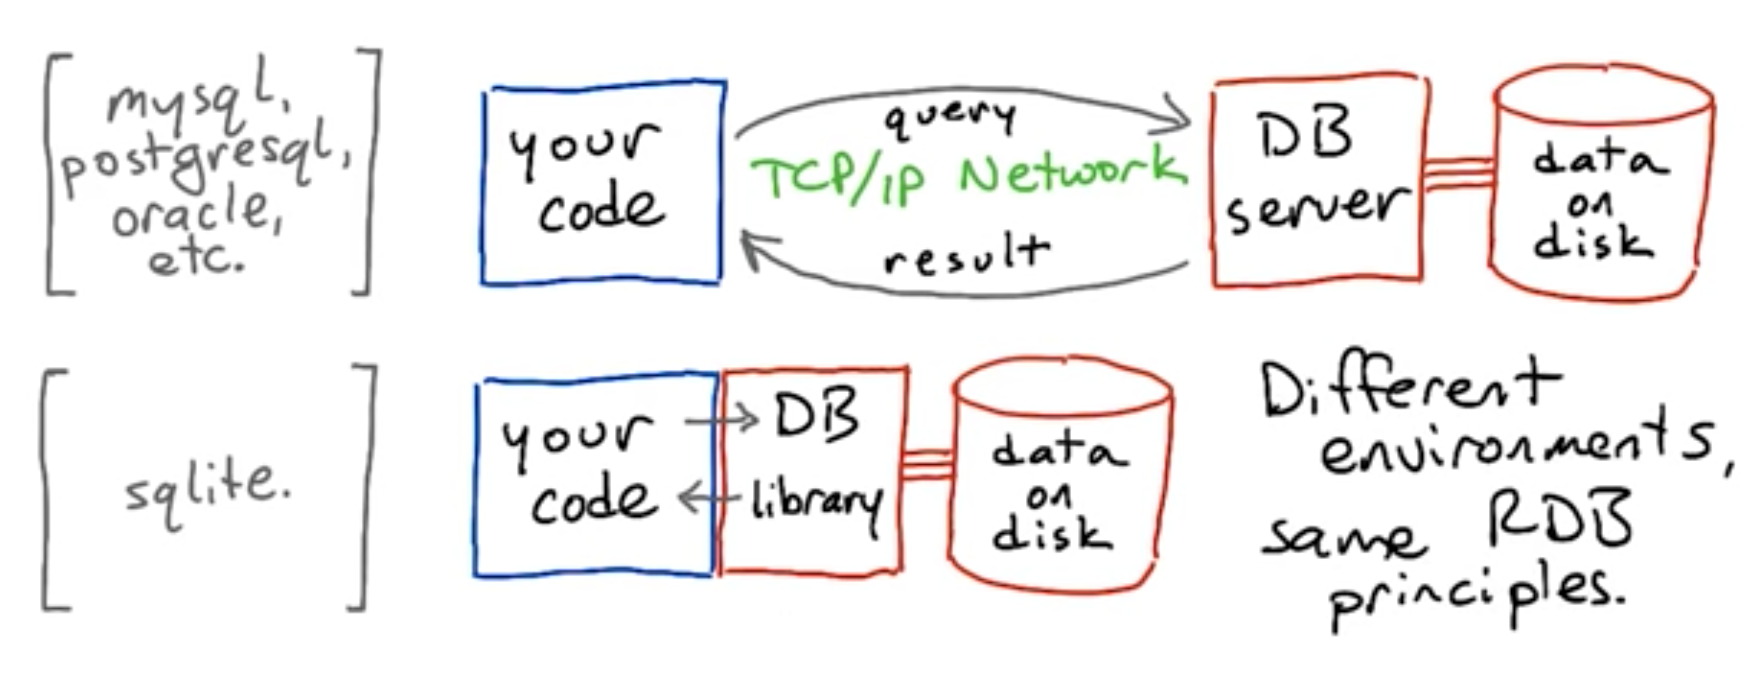 mysql,
postgresql,
oracle,
etc.
your
code
query
TCP/IP Network
result
DB
server
data
on
disk
sqlite.
your
code
DB
library
data
on
disk
Different
environments,
same RDB
principles.